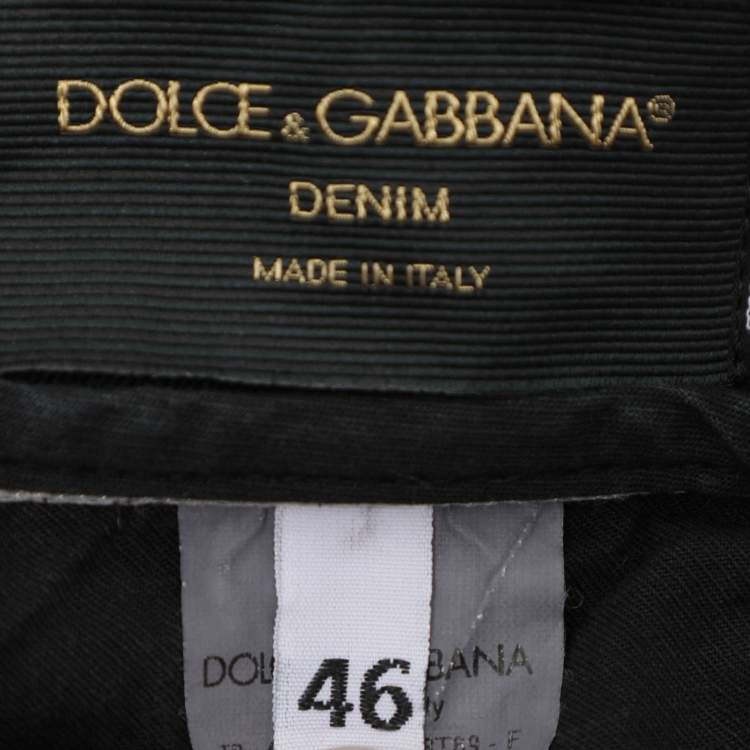 DOLCE & GABBANA®
DENIM
MADE IN ITALY
46